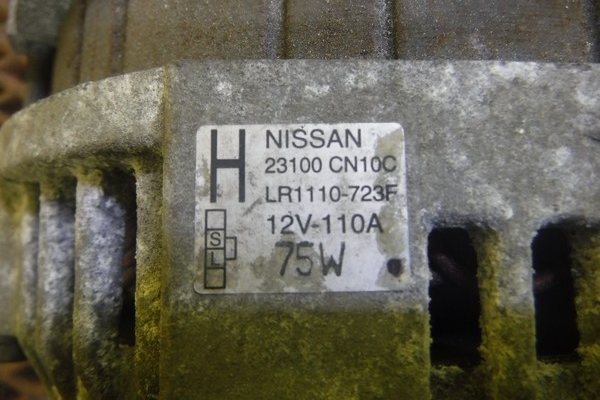 H
NISSAN
23100 CN10C
LR1110-723F
12V-110A
S
L
75W